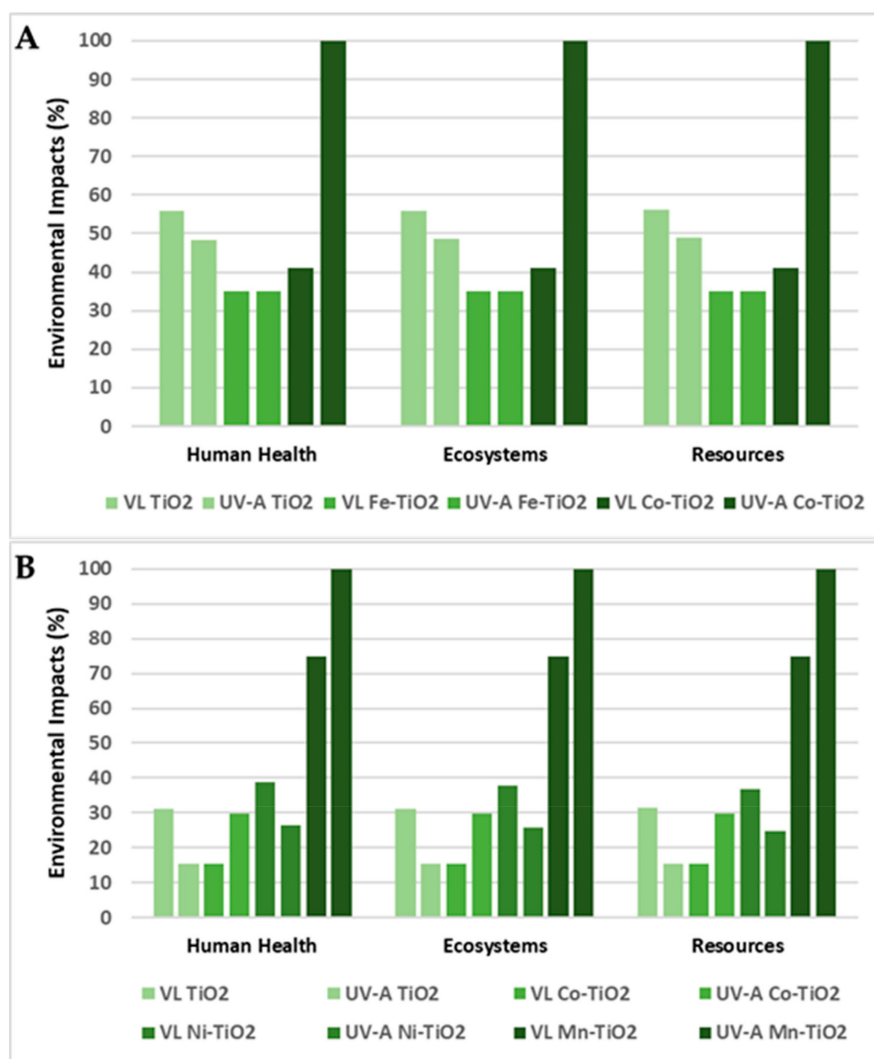 A
Environmental Impacts (%)
100
90
80
70
60
50
40
30
20
10
0
Human Health Ecosystems Resources
VL TiO2 UV-A TiO2 VL Fe-TiO2 UV-A Fe-TiO2 VL Co-TiO2 UV-A Co-TiO2
B
Environmental Impacts (%)
100
90
80
70
60
50
40
30
20
10
0
Human Health Ecosystems Resources
VL TiO2 UV-A TiO2 VL Co-TiO2 UV-A Co-TiO2
VL Ni-TiO2 UV-A Ni-TiO2 VL Mn-TiO2 UV-A Mn-TiO2